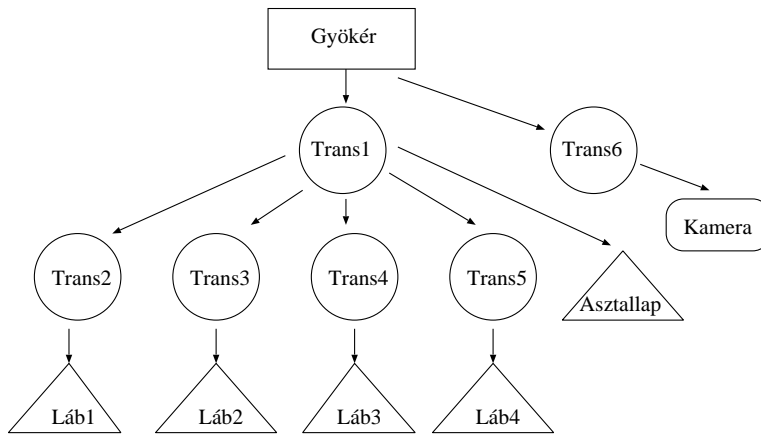 Gyökér
Trans1
Trans6
Kamera
Trans2
Trans3
Trans4
Trans5
Asztallap
Láb1
Láb2
Láb3
Láb4